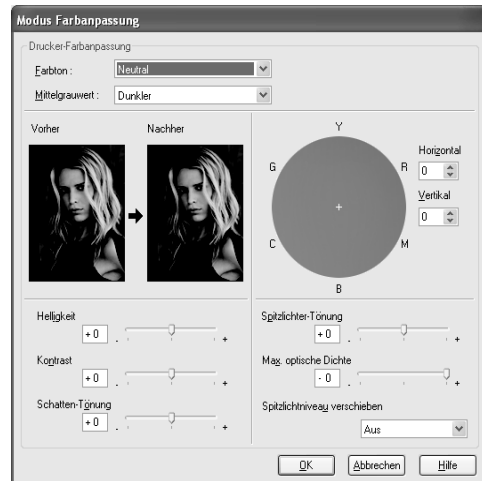 Modus Farbanpassung
Drucker-Farbanpassung
Farbton : Neutral
Mittelgrauwert : Dunkler
Vorher Nachher
Y
G R
C M
B
Horizontal
0
Vertikal
0
Helligkeit
+ 0 - +
Kontrast
+ 0 - +
Schatten-Tönung
+ 0 - +
Spitzlichter-Tönung
+ 0 - +
Max. optische Dichte
- 0 - +
Spitzlichtniveau verschieben
Aus
OK Abbrechen Hilfe